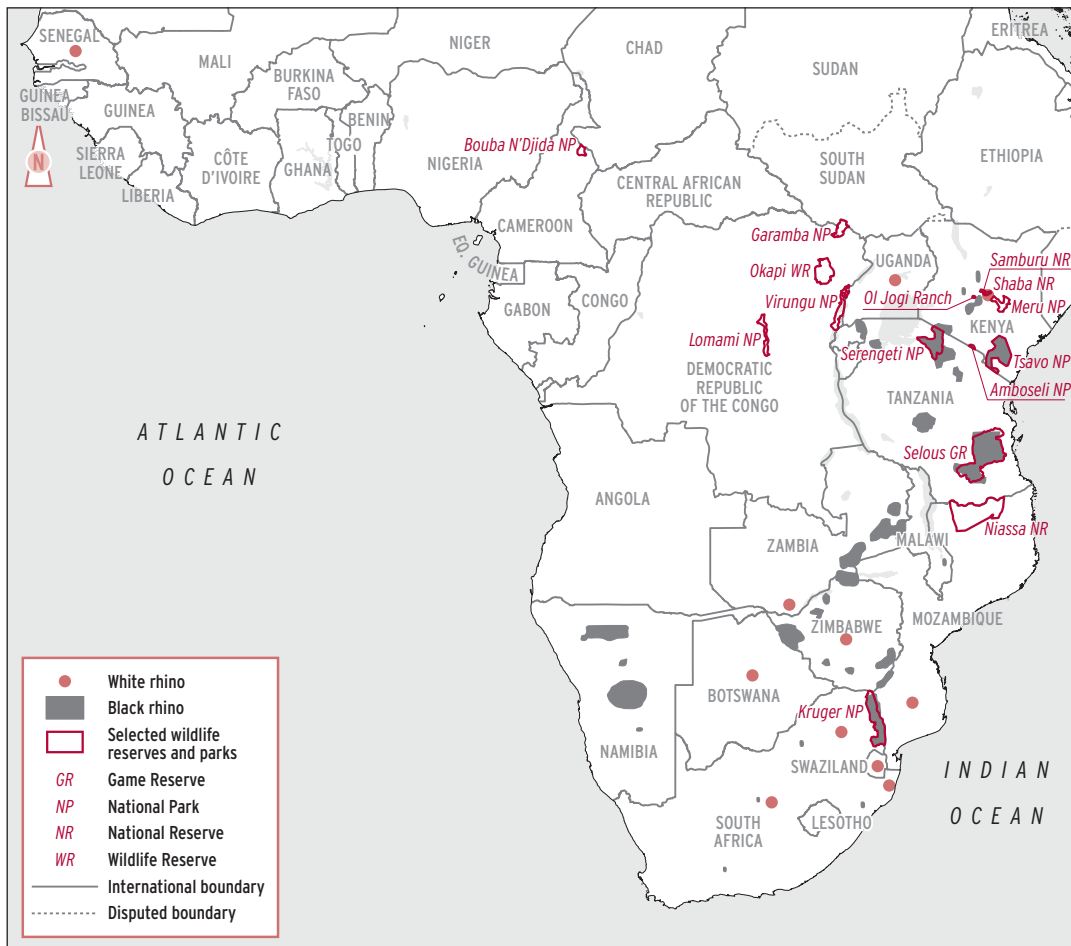 SENEGAL
MALI
NIGER
CHAD
SUDAN
ERITREA
GUINEA
BISSAU
GUINEA
BURKINA
FASO
BENIN
TOGO
GHANA
CÔTE
D'IVOIRE
SIERRA
LEONE
LIBERIA
N
NIGERIA
Bouba N'Djida NP
CAMEROON
CENTRAL AFRICAN
REPUBLIC
SOUTH
SUDAN
ETHIOPIA
EQ. GUINEA
GABON
CONGO
Garamba NP
Okapi WR
Virungu NP
Lomami NP
DEMOCRATIC
REPUBLIC
OF THE CONGO
UGANDA
Samburu NR
Shaba NR
Ol Jogi Ranch
Meru NP
KENYA
Serengeti NP
Tsavo NP
Amboseli NP
TANZANIA
Selous GR
Niassa NR
ATLANTIC
OCEAN
ANGOLA
ZAMBIA
MALAWI
MOZAMBIQUE
ZIMBABWE
BOTSWANA
NAMIBIA
Kruger NP
SWAZILAND
SOUTH
AFRICA
LESOTHO
INDIAN
OCEAN
White rhino
Black rhino
Selected wildlife
reserves and parks
GR Game Reserve
NP National Park
NR National Reserve
WR Wildlife Reserve
International boundary
Disputed boundary